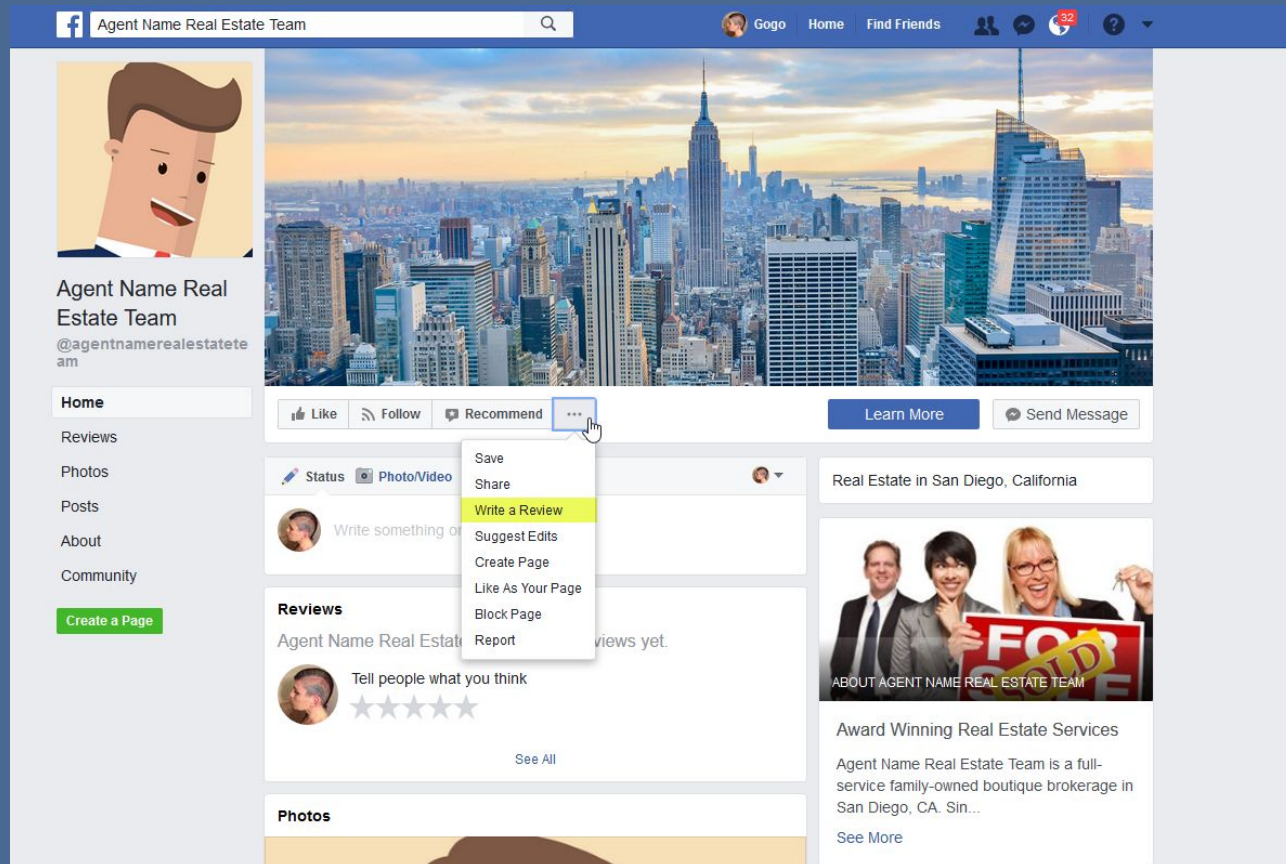 f
Agent Name Real Estate Team
Gogo Home Find Friends 32 ?
Agent Name Real
Estate Team
@agentnamerealestatete
am
Home
Reviews
Photos
Posts
About
Community
Create a Page
Like Follow Recommend ...
Learn More Send Message
Save
Share
Write a Review
Suggest Edits
Create Page
Like As Your Page
Block Page
Report
Status Photo/Video
Write something
Reviews
Agent Name Real Estate views yet.
Tell people what you think
See All
Photos
Real Estate in San Diego, California
FOR
SALE
SOLD
ABOUT AGENT NAME REAL ESTATE TEAM
Award Winning Real Estate Services
Agent Name Real Estate Team is a full-
service family-owned boutique brokerage in
San Diego, CA. Sin...
See More